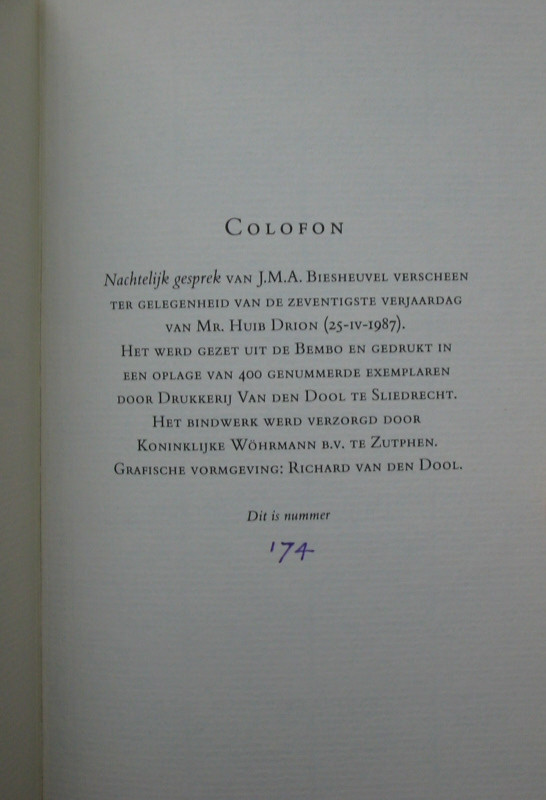 Colofon
Nachtelijk gesprek van J.M.A. Biesheuvel verscheen
ter gelegenheid van de zeventigste verjaardag
van Mr. Huib Drion (25-iv-1987).
Het werd gezet uit de Bembo en gedrukt in
een oplage van 400 genummerde exemplaren
door Drukkerij Van den Dool te Sliedrecht.
Het bindwerk werd verzorgd door
Koninklijke Wöhrmann b.v. te Zutphen.
Grafische vormgeving: Richard van den Dool.
Dit is nummer
174